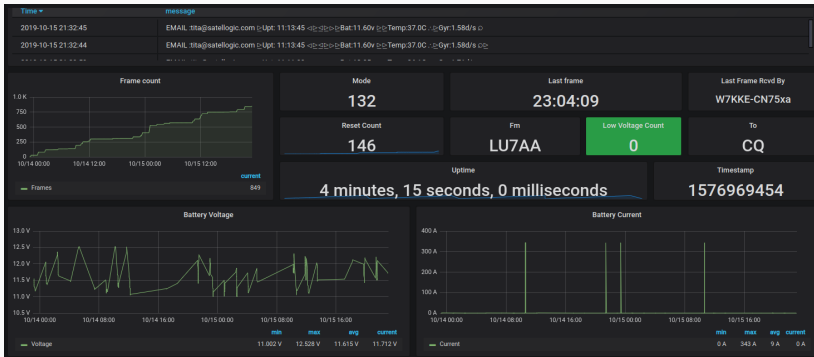 Time message
2019-10-15 21:32:45 EMAIL :tita@satellogic.com ▷Upt: 11:13:45 ◁▷◁▷▷▷Bat:11.60v ▷▷Temp:37.0C .▷Gyr:1.58d/s
2019-10-15 21:32:44 EMAIL :tita@satellogic.com ▷Upt: 11:13:45 ◁▷◁▷▷▷Bat:11.60v ▷▷Temp:37.0C .▷Gyr:1.58d/s
Frame count
1.0 K
750
500
250
0
10/14 00:00 10/14 12:00 10/15 00:00 10/15 12:00
current
Frames 849
Mode
132
Last frame
23:04:09
Last Frame Rcvd By
W7KKE-CN75xa
Reset Count
146
Fm
LU7AA
Low Voltage Count
0
To
CQ
Uptime
4 minutes, 15 seconds, 0 milliseconds
Timestamp
1576969454
Battery Voltage
13.0 V
12.5 V
12.0 V
11.5 V
11.0 V
10.5 V
10/14 00:00 10/14 08:00 10/14 16:00 10/15 00:00 10/15 08:00 10/15 16:00
min max avg current
Voltage 11.002 V 12.528 V 11.615 V 11.712 V
Battery Current
400 A
300 A
200 A
100 A
0 A
10/14 00:00 10/14 08:00 10/14 16:00 10/15 00:00 10/15 08:00 10/15 16:00
min max avg current
Current 0 A 343 A 9 A 0 A